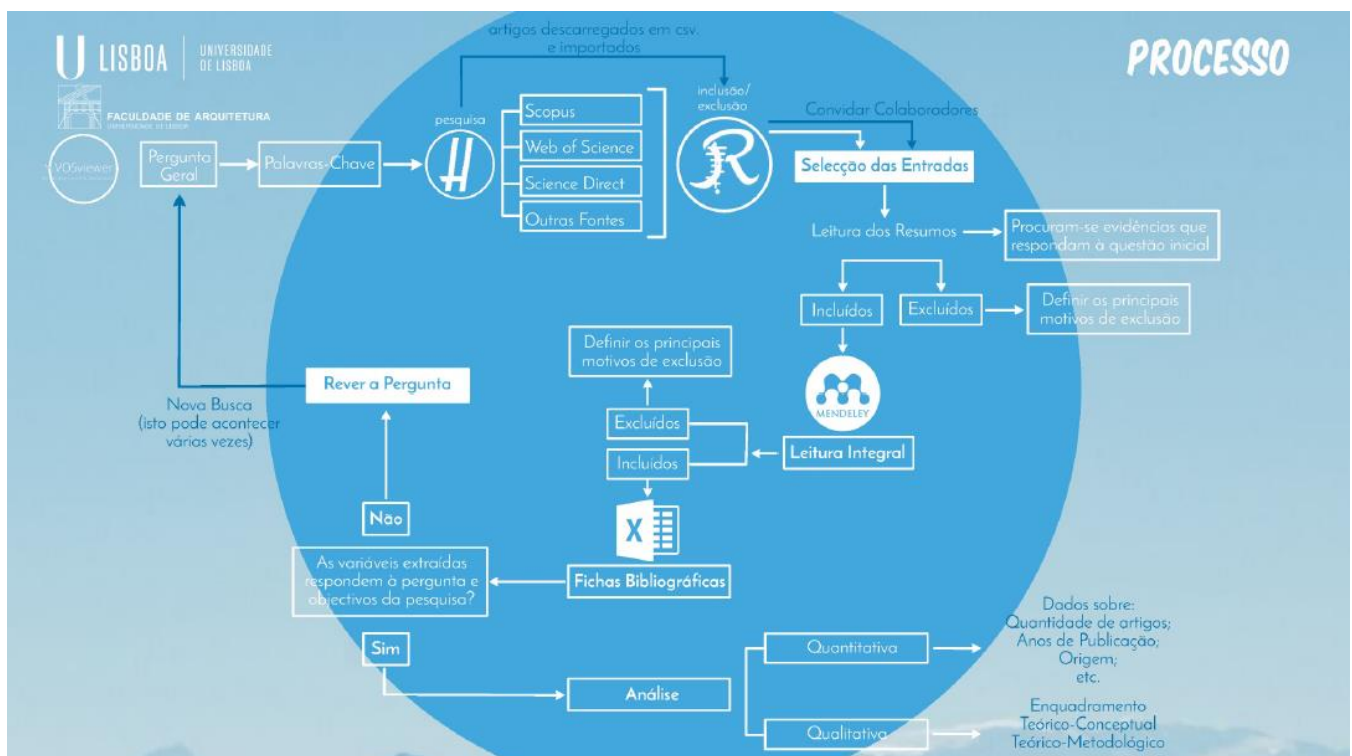 U LISBOA
UNIVERSIDADE
DE LISBOA
FACULDADE DE ARQUITETURA
UNIVERSIDADE DE LISBOA
PROCESSO
artigos descarregados em csv.
e importados
VOSviewer
Pergunta
Geral
Palavras-Chave
pesquisa
Scopus
Web of Science
Science Direct
Outras Fontes
inclusão/
exclusão
R
Convidar Colaboradores
Selecção das Entradas
Leitura dos Resumos
Procuram-se evidências que
respondam à questão inicial
Incluídos
Excluídos
Definir os principais
motivos de exclusão
MENDELEY
Leitura Integral
Definir os principais
motivos de exclusão
Excluídos
Incluídos
X
Fichas Bibliográficas
Rever a Pergunta
Nova Busca
(isto pode acontecer
várias vezes)
Não
As variáveis extraídas
respondem à pergunta e
objectivos da pesquisa?
Sim
Análise
Quantitativa
Dados sobre:
Quantidade de artigos;
Anos de Publicação;
Origem;
etc.
Qualitativa
Enquadramento
Teórico-Conceptual
Teórico-Metodológico